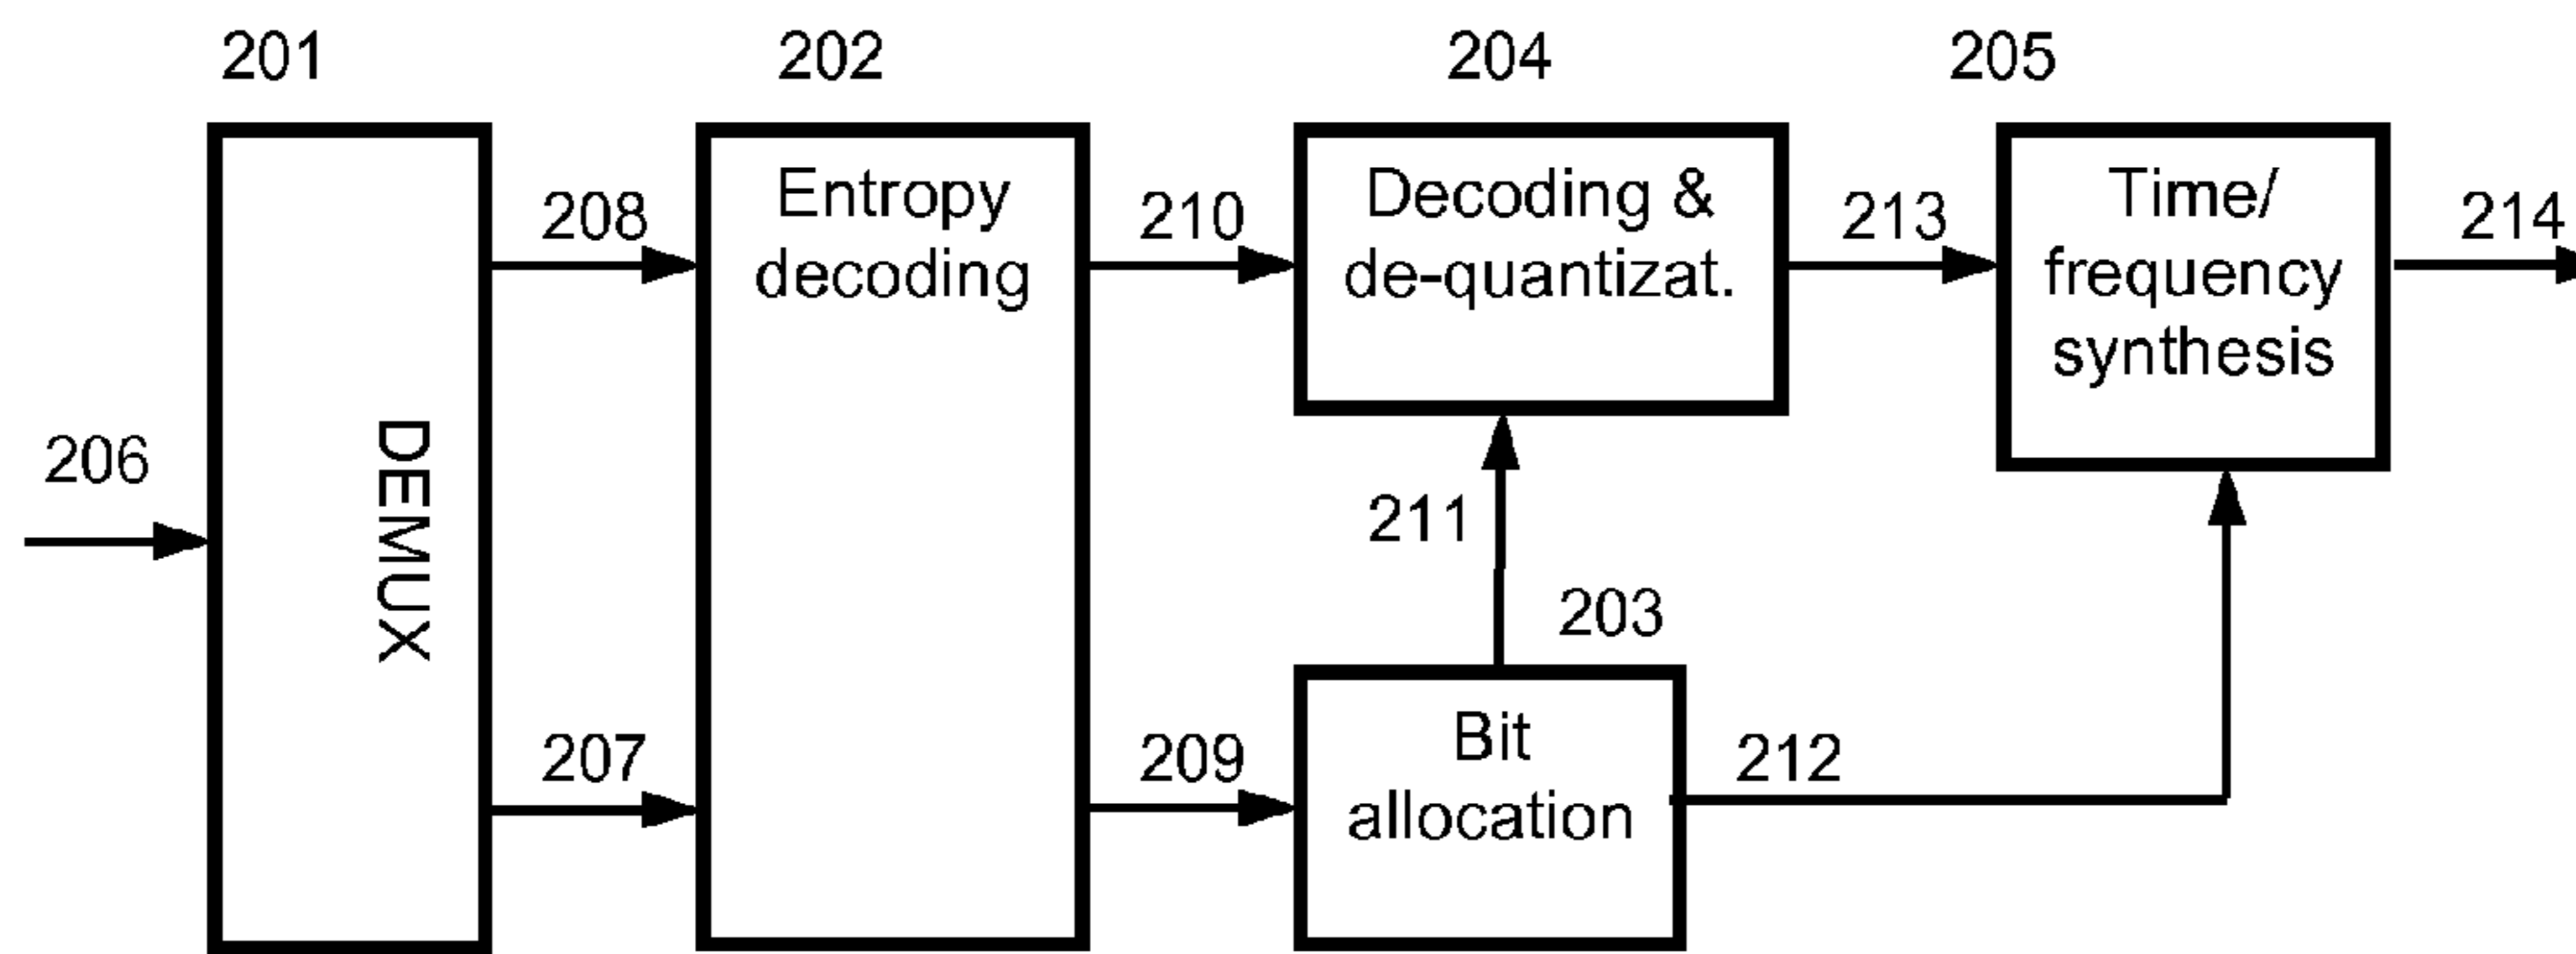 201
202
204
205
Entropy
decoding
Decoding &
de-quantizat.
Time/
frequency
synthesis
208
210
213
214
206
DEMUX
211
203
207
209
Bit
allocation
212